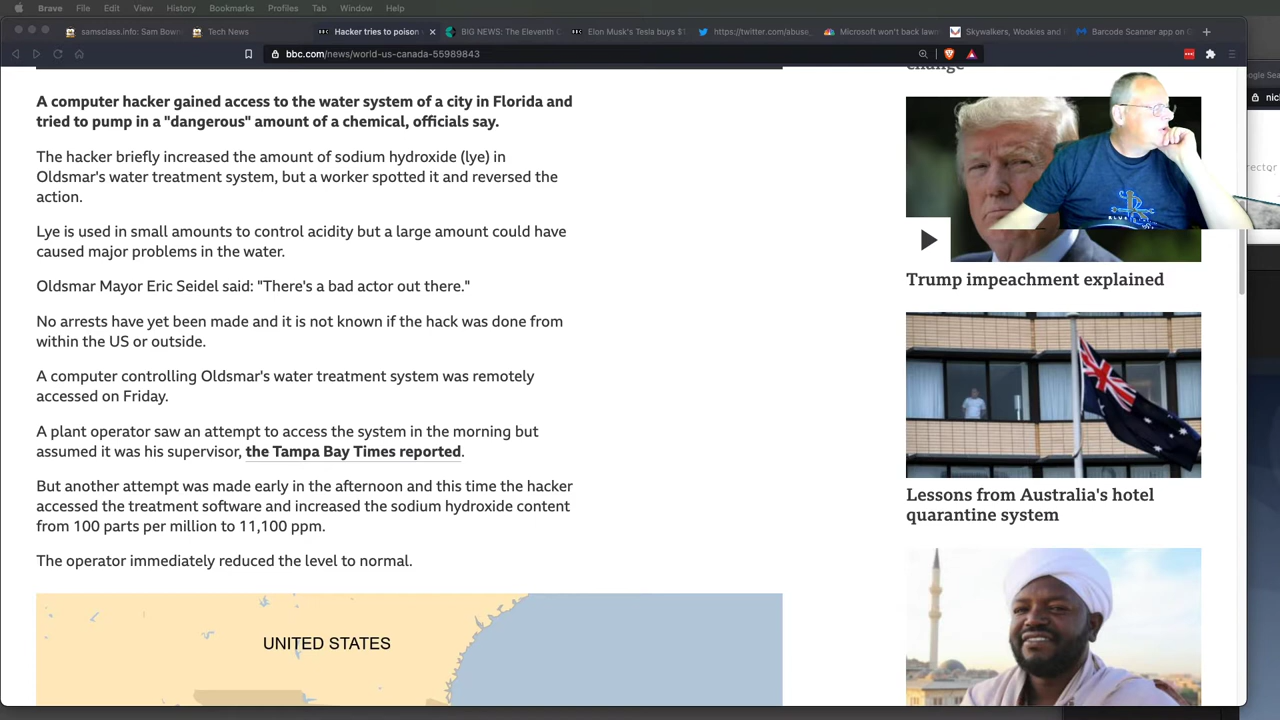 Brave File Edit View History Bookmarks Profiles Tab Window Help
samsclass.info: Sam Bown
Tech News
Hacker tries to poison
BIG NEWS: The Eleventh C
Elon Musk's Tesla buys $1
https://twitter.com/abuse_
Microsoft won't back lawn
Skywalkers, Wookies and
Barcode Scanner app on G
bbc.com/news/world-us-canada-55989843
ogle Sea
nicl
rector
change
A computer hacker gained access to the water system of a city in Florida and
tried to pump in a "dangerous" amount of a chemical, officials say.
The hacker briefly increased the amount of sodium hydroxide (lye) in
Oldsmar's water treatment system, but a worker spotted it and reversed the
action.
Lye is used in small amounts to control acidity but a large amount could have
caused major problems in the water.
Oldsmar Mayor Eric Seidel said: "There's a bad actor out there."
No arrests have yet been made and it is not known if the hack was done from
within the US or outside.
A computer controlling Oldsmar's water treatment system was remotely
accessed on Friday.
A plant operator saw an attempt to access the system in the morning but
assumed it was his supervisor, the Tampa Bay Times reported.
But another attempt was made early in the afternoon and this time the hacker
accessed the treatment software and increased the sodium hydroxide content
from 100 parts per million to 11,100 ppm.
The operator immediately reduced the level to normal.
UNITED STATES
Trump impeachment explained
Lessons from Australia's hotel
quarantine system